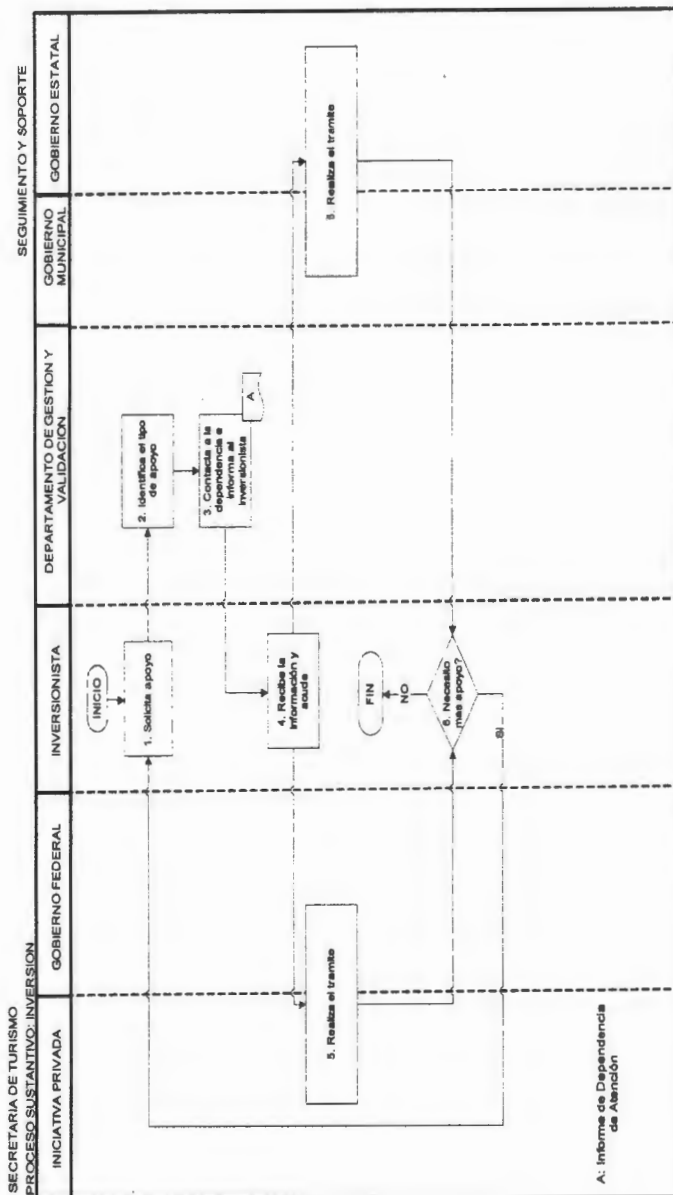 SECRETARIA DE TURISMO
PROCESO SUSTANTIVO: INVERSION
SEGUIMIENTO Y SOPORTE
INICIATIVA PRIVADA
GOBIERNO FEDERAL
INVERSIONISTA
DEPARTAMENTO DE GESTION Y
VALIDACION
GOBIERNO
MUNICIPAL
GOBIERNO ESTATAL
INICIO
1. Solicita apoyo
2. Identifica el tipo
de apoyo
3. Contacta a la
dependencia e
informa al
inversionista
A
4. Recibe la
información y
acude
5. Realiza el tramite
5. Realiza el tramite
6. Necesito
mas apoyo?
NO
FIN
SI
A: Informe de Dependencia
de Atención